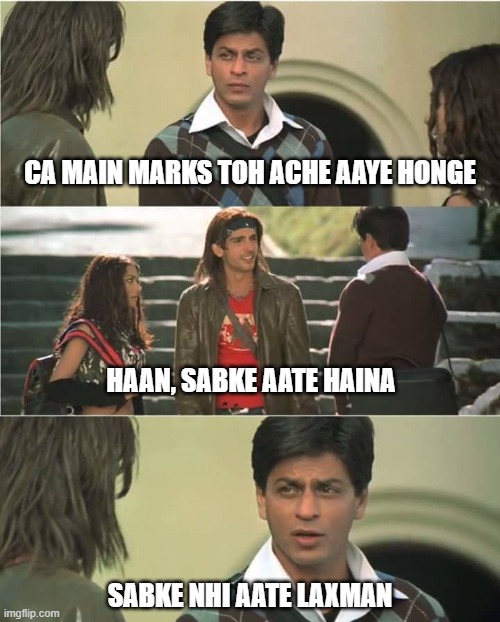 CA MAIN MARKS TOH ACHE AAYE HONGE
HAAN, SABKE AATE HAINA
SABKE NHI AATE LAXMAN
imgflip.com